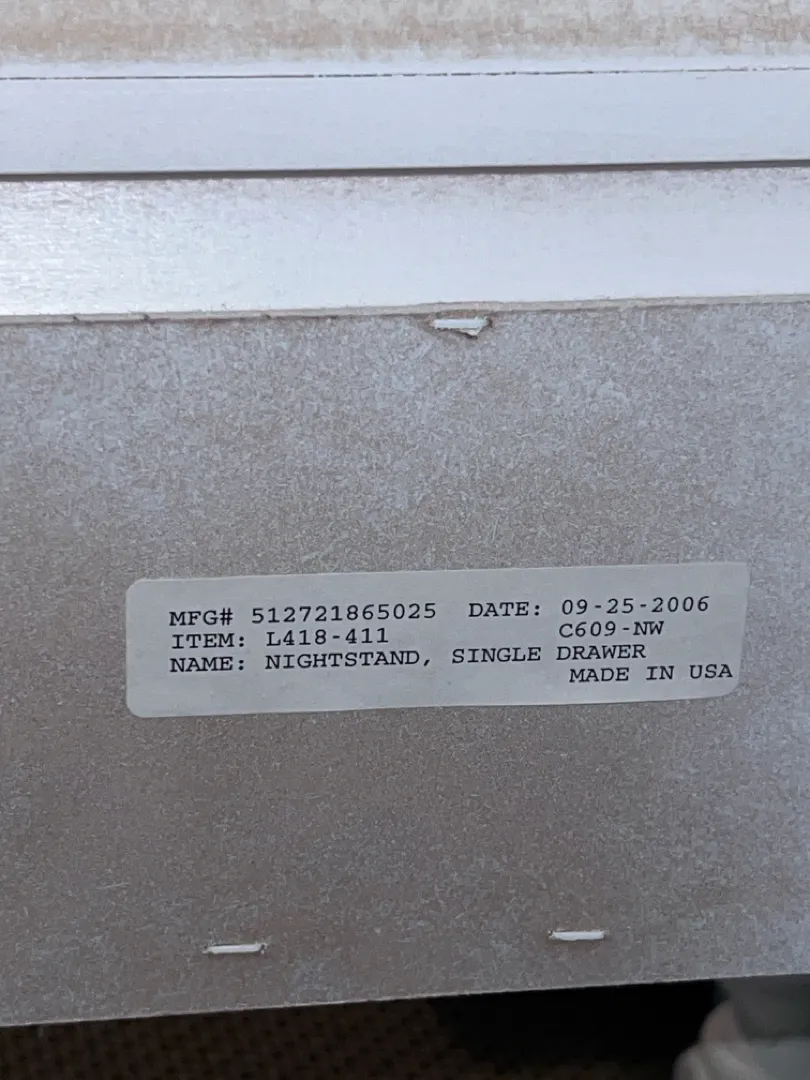 MFG# 512721865025 DATE: 09-25-2006
ITEM: L418-411 C609-NW
NAME: NIGHTSTAND, SINGLE DRAWER
MADE IN USA